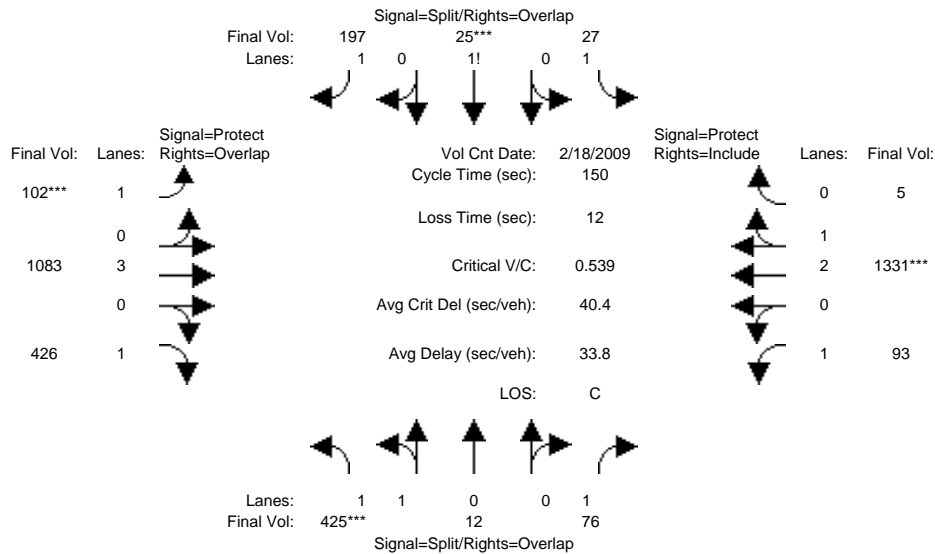 Signal=Split/Rights=Overlap
Final Vol: 197 25*** 27
Lanes: 1 0 1! 0 1
Signal=Protect Signal=Protect
Final Vol: Lanes: Rights=Overlap Vol Cnt Date: 2/18/2009 Rights=Include Lanes: Final Vol:
Cycle Time (sec): 150
102*** 1 0 5
Loss Time (sec): 12
0 1
1083 3 Critical V/C: 0.539 2 1331***
0 Avg Crit Del (sec/veh): 40.4 0
426 1 Avg Delay (sec/veh): 33.8 1 93
LOS: C
Lanes: 1 1 0 0 1
Final Vol: 425*** 12 76
Signal=Split/Rights=Overlap